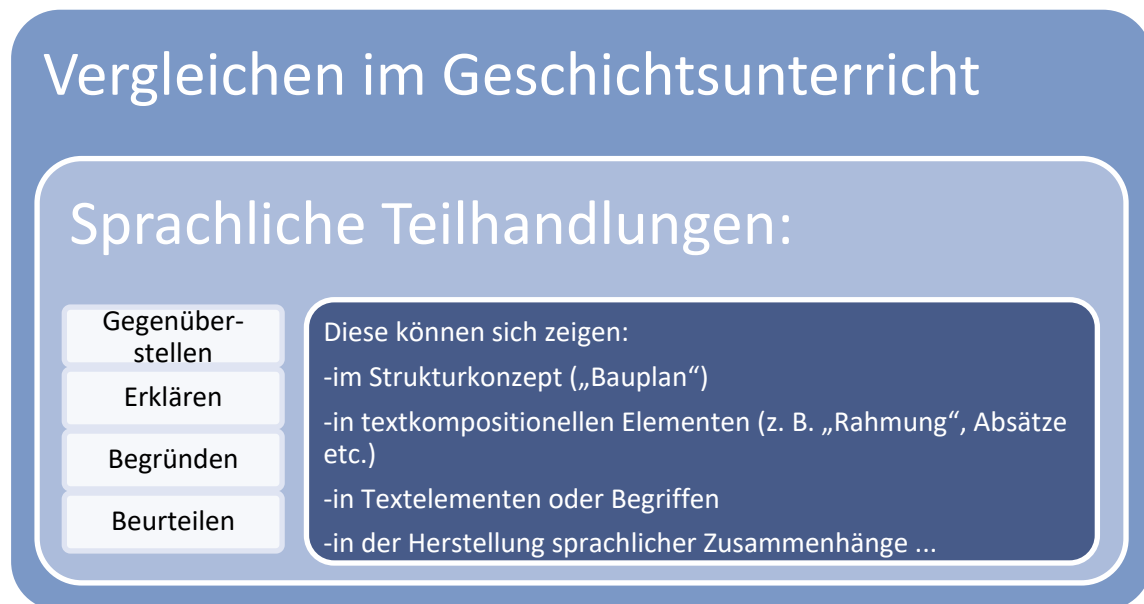 Vergleichen im Geschichtsunterricht
Sprachliche Teilhandlungen:
Gegenüber-
stellen
Erklären
Begründen
Beurteilen
Diese können sich zeigen:
-im Strukturkonzept („Bauplan“)
-in textkompositionellen Elementen (z. B. „Rahmung“, Absätze
etc.)
-in Textelementen oder Begriffen
-in der Herstellung sprachlicher Zusammenhänge ...